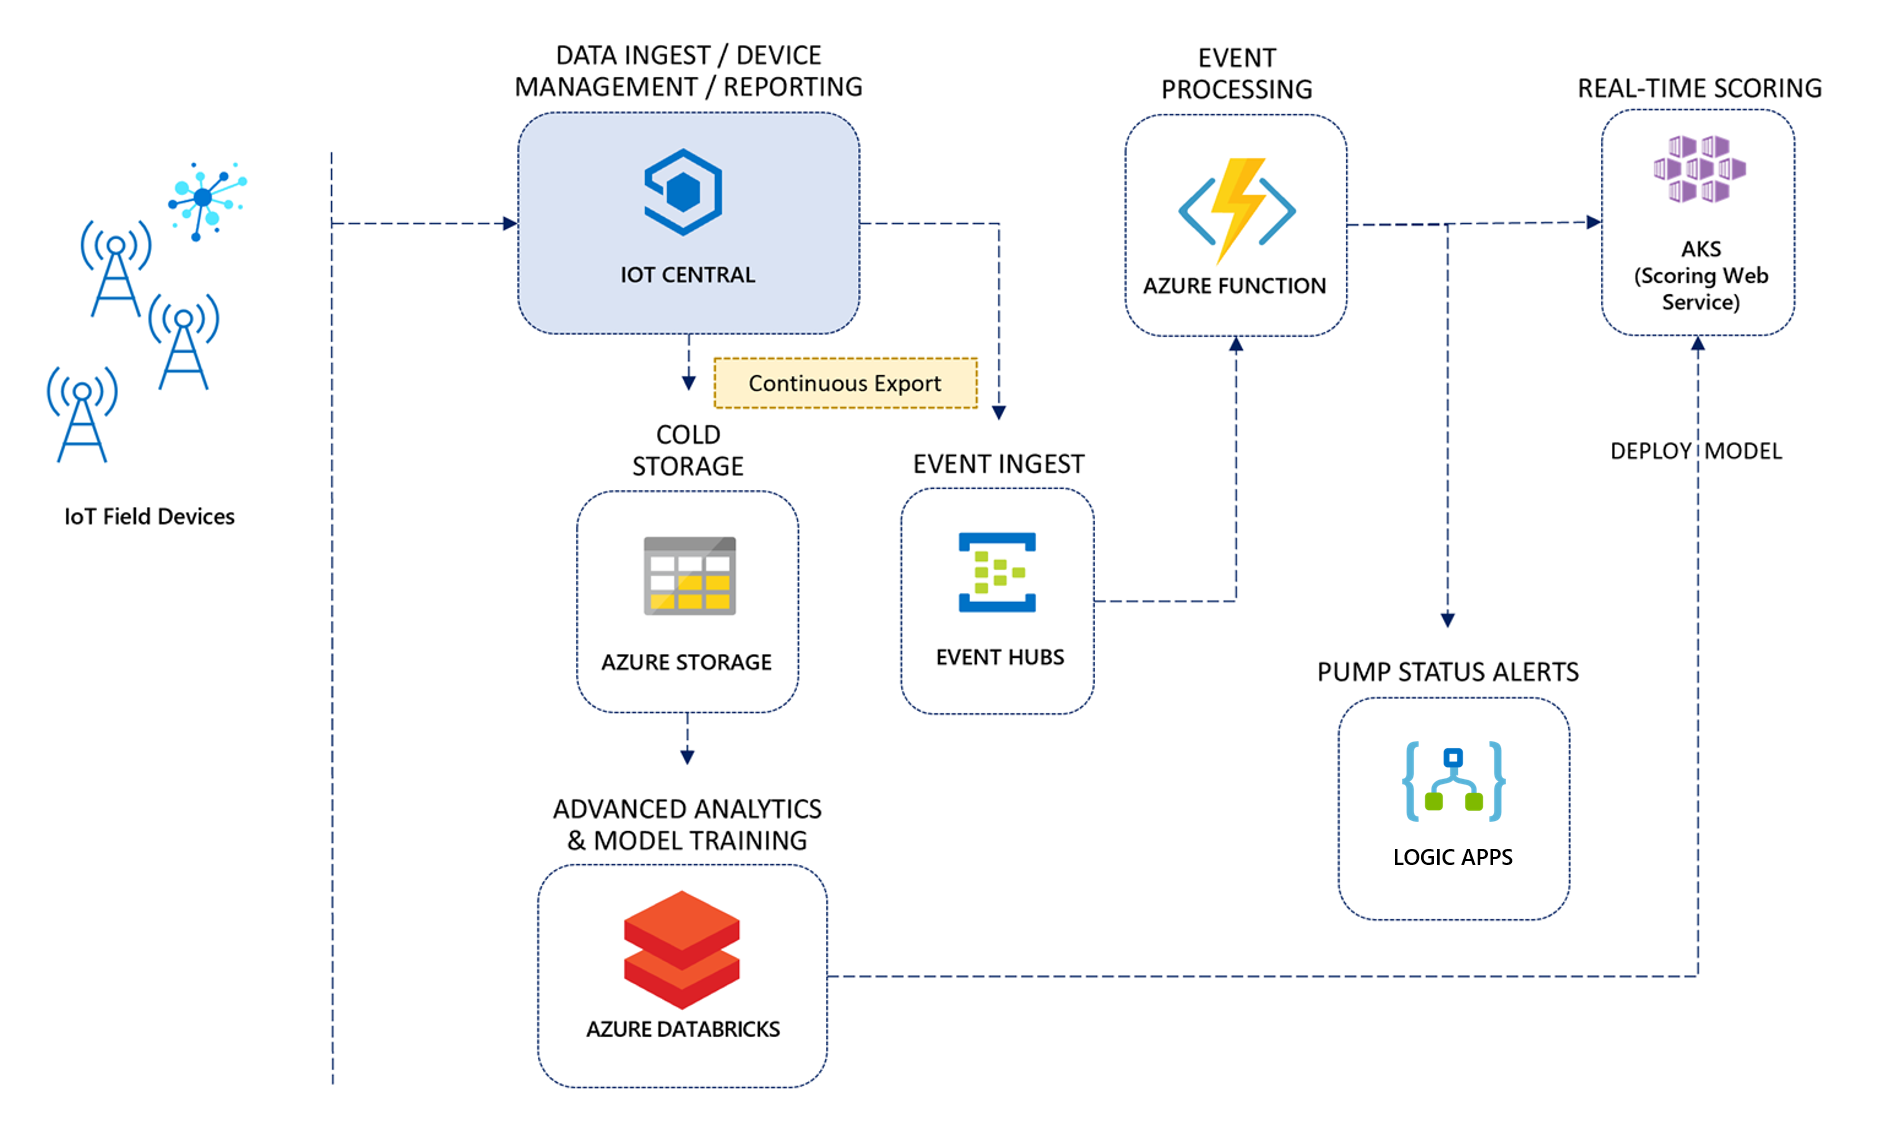 DATA INGEST / DEVICE
MANAGEMENT / REPORTING
IOT CENTRAL
EVENT
PROCESSING
AZURE FUNCTION
REAL-TIME SCORING
AKS
(Scoring Web
Service)
IoT Field Devices
Continuous Export
COLD
STORAGE
AZURE STORAGE
EVENT INGEST
EVENT HUBS
DEPLOY MODEL
PUMP STATUS ALERTS
LOGIC APPS
ADVANCED ANALYTICS
& MODEL TRAINING
AZURE DATABRICKS